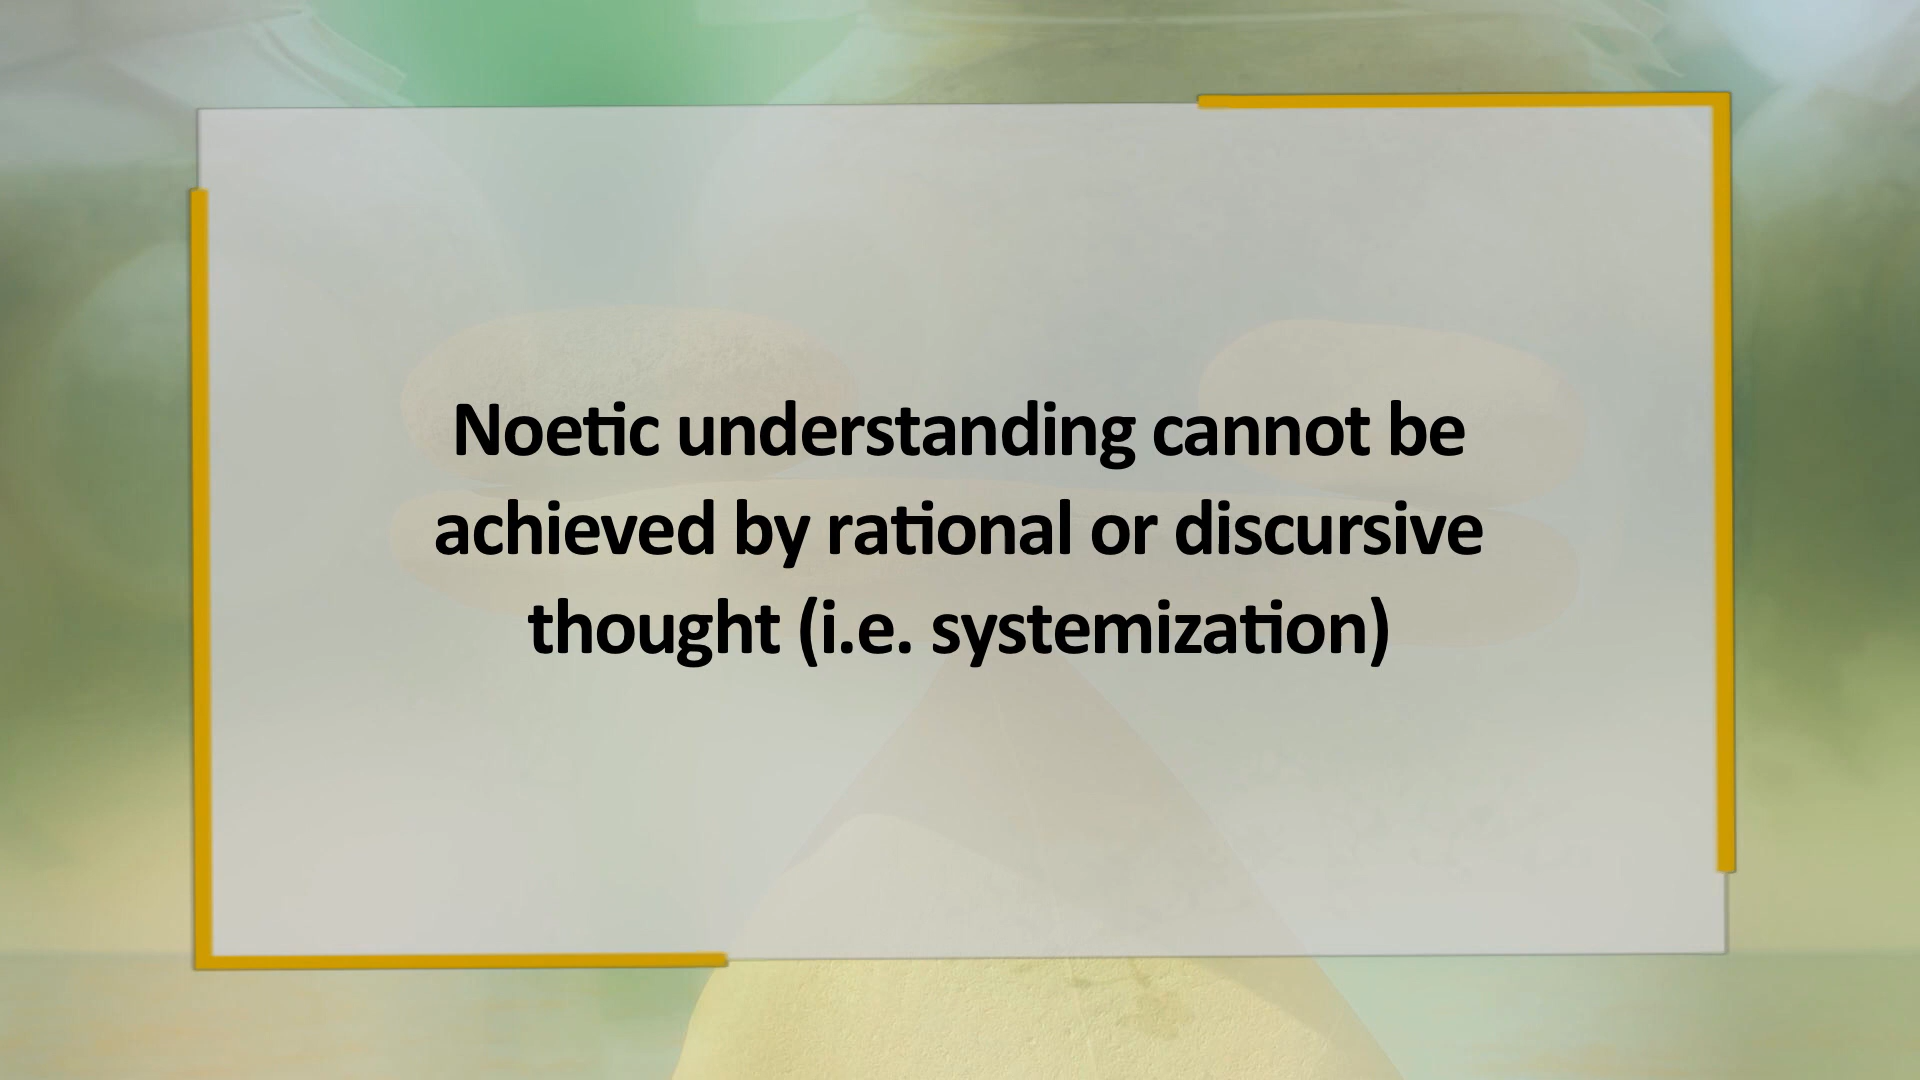 Noetic understanding cannot be
achieved by rational or discursive
thought (i.e. systemization)